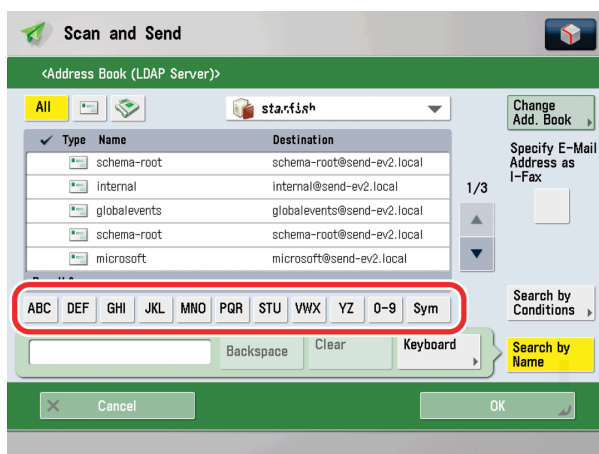 Scan and Send
<Address Book (LDAP Server)>
All
starfish
Change
Add. Book
Type Name Destination
schema-root schema-root@send-ev2.local
internal internal@send-ev2.local
globalevents globalevents@send-ev2.local
schema-root schema-root@send-ev2.local
microsoft microsoft@send-ev2.local
1/3
Specify E-Mail
Address as
I-Fax
ABC DEF GHI JKL MNO PQR STU VWX YZ 0-9 Sym
Search by
Conditions
Backspace Clear Keyboard
Search by
Name
Cancel OK